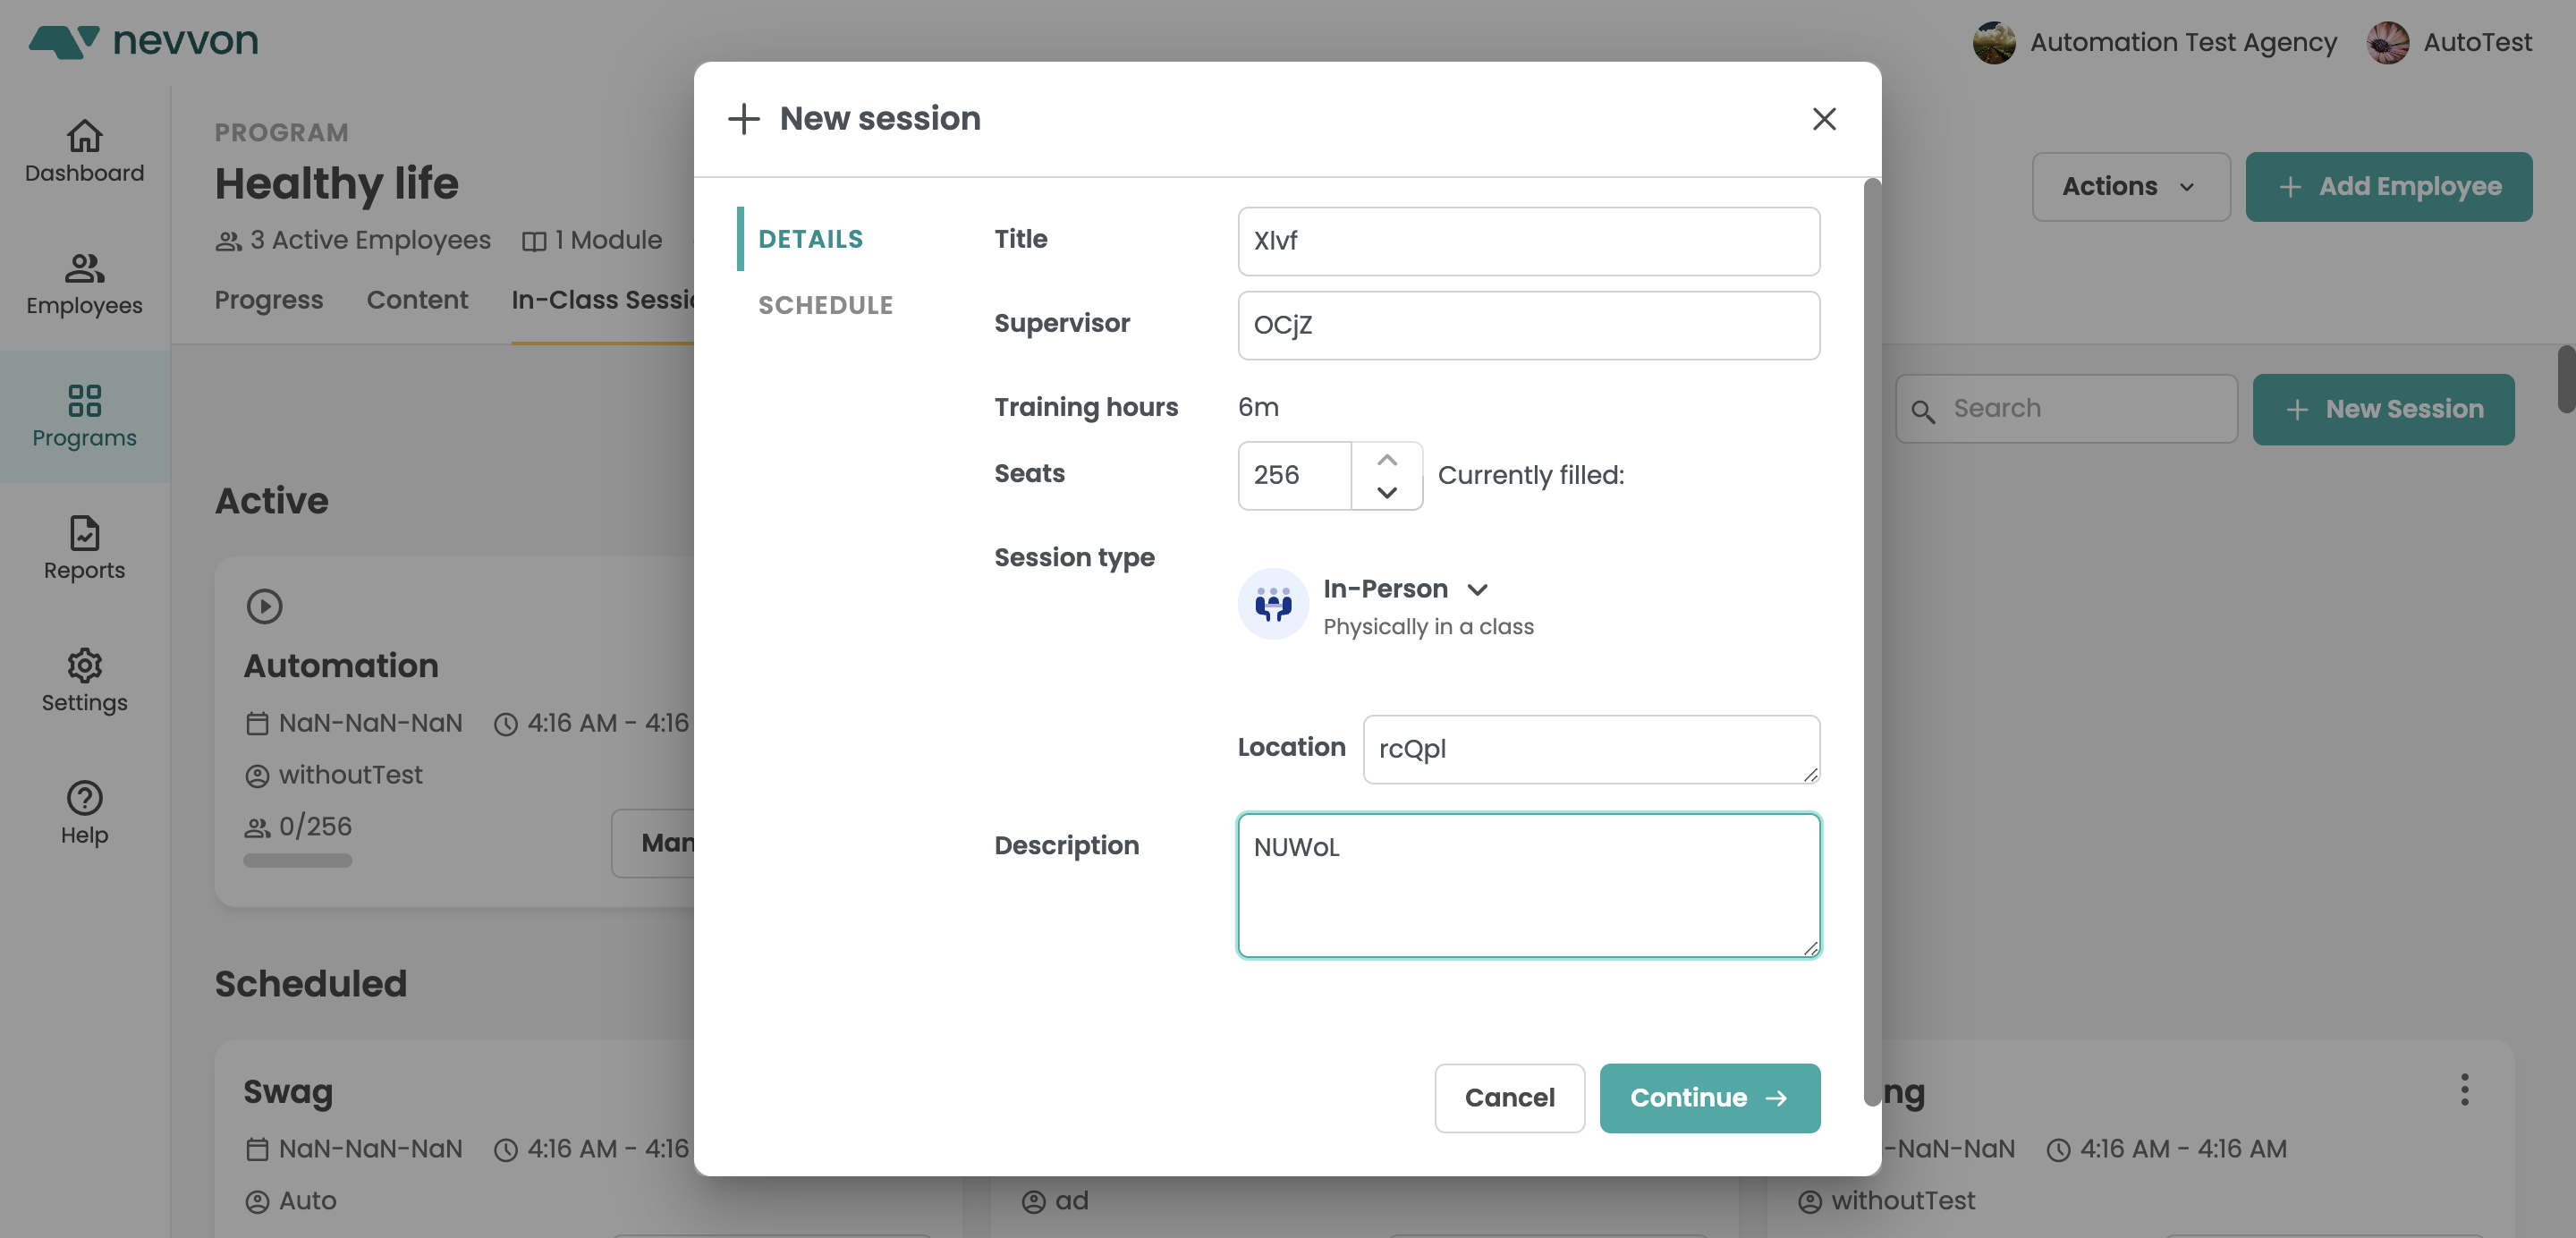 nevvon
Automation Test Agency
AutoTest
Dashboard
Employees
Programs
Reports
Settings
Help
PROGRAM
Healthy life
3 Active Employees 1 Module
Actions
Add Employee
Progress Content In-Class Sessi
Search
New Session
Active
Automation
NaN-NaN-NaN 4:16 AM - 4:16
withoutTest
0/256
Man
Scheduled
Swag
NaN-NaN-NaN 4:16 AM - 4:16
Auto
ad
ng
-NaN-NaN 4:16 AM - 4:16 AM
withoutTest
New session
DETAILS
SCHEDULE
Title Xlvf
Supervisor OCjZ
Training hours 6m
Seats 256 Currently filled:
Session type
In-Person
Physically in a class
Location rcQpl
Description NUWoL
Cancel
Continue